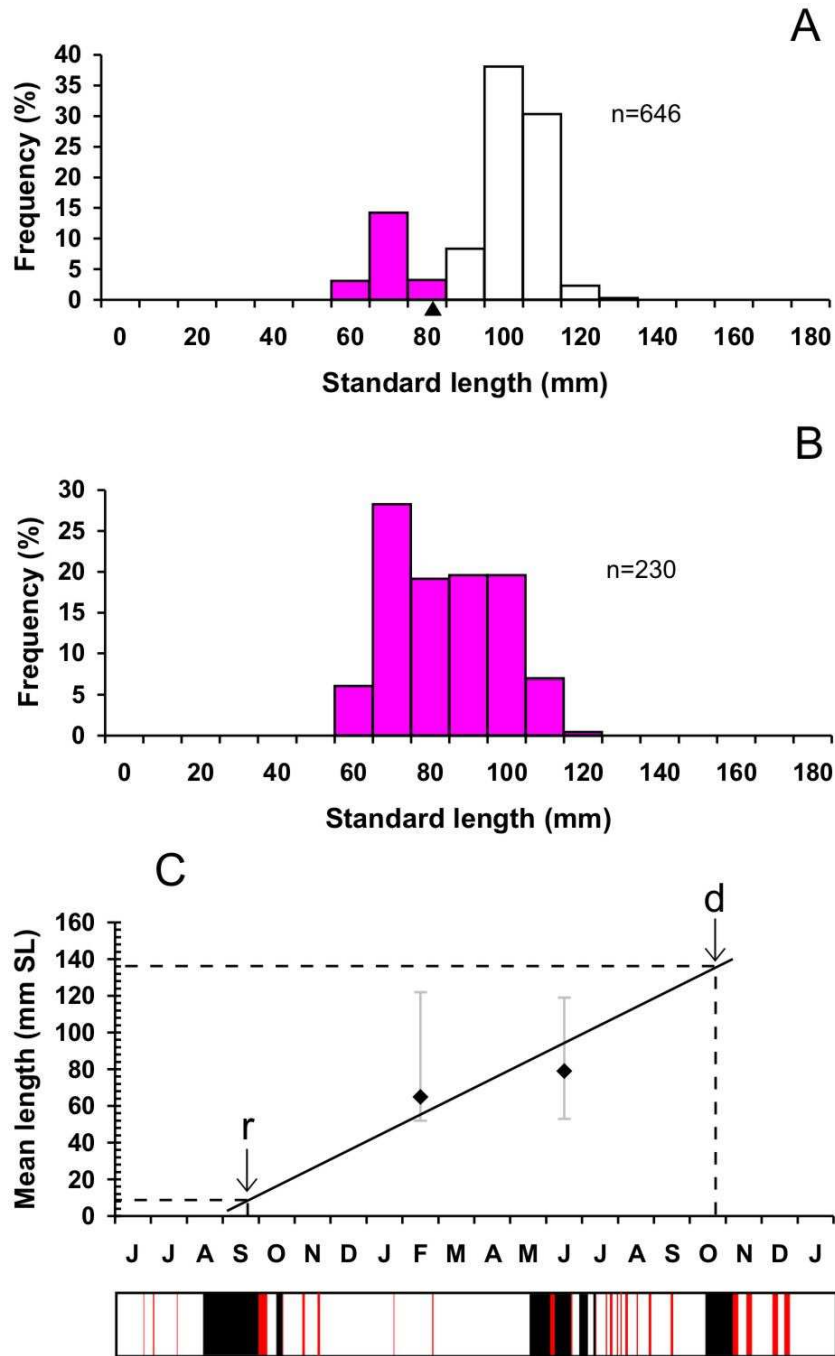 A
Frequency (%)
40
35
30
25
20
15
10
5
0
n=646
0 20 40 60 80 100 120 140 160 180
Standard length (mm)
B
Frequency (%)
30
25
20
15
10
5
0
n=230
0 20 40 60 80 100 120 140 160 180
Standard length (mm)
C
Mean length (mm SL)
160
140
120
100
80
60
40
20
0
d
r
J J A S O N D J F M A M J J A S O N D J